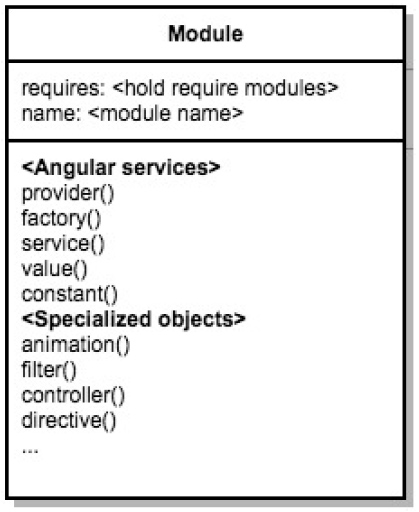 Module
requires: <hold require modules>
name: <module name>
<Angular services>
provider()
factory()
service()
value()
constant()
<Specialized objects>
animation()
filter()
controller()
directive()
...